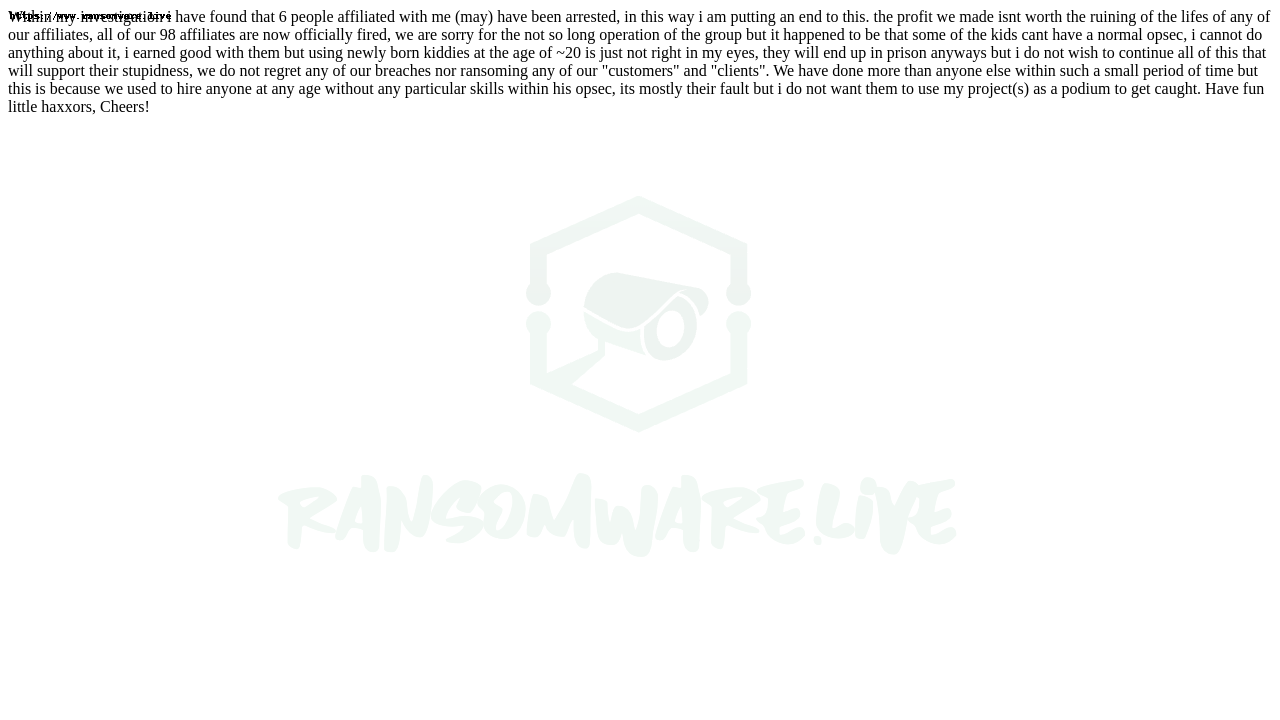 https://www.ransomware.live
Within my investigation i have found that 6 people affiliated with me (may) have been arrested, in this way i am putting an end to this. the profit we made isnt worth the ruining of the lifes of any of
our affiliates, all of our 98 affiliates are now officially fired, we are sorry for the not so long operation of the group but it happened to be that some of the kids cant have a normal opsec, i cannot do
anything about it, i earned good with them but using newly born kiddies at the age of ~20 is just not right in my eyes, they will end up in prison anyways but i do not wish to continue all of this that
will support their stupidness, we do not regret any of our breaches nor ransoming any of our "customers" and "clients". We have done more than anyone else within such a small period of time but
this is because we used to hire anyone at any age without any particular skills within his opsec, its mostly their fault but i do not want them to use my project(s) as a podium to get caught. Have fun
little haxxors, Cheers!
RANSOMWARE.LIVE